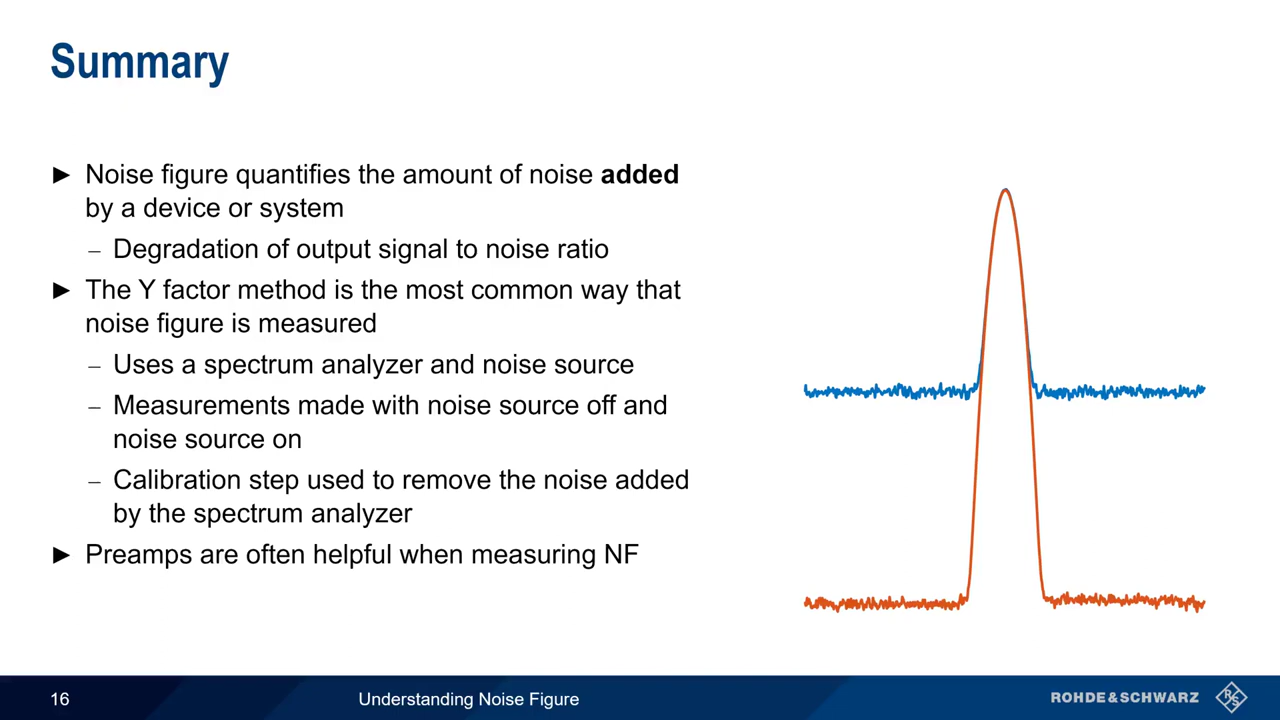 Summary
► Noise figure quantifies the amount of noise added
by a device or system
– Degradation of output signal to noise ratio
► The Y factor method is the most common way that
noise figure is measured
– Uses a spectrum analyzer and noise source
– Measurements made with noise source off and
noise source on
– Calibration step used to remove the noise added
by the spectrum analyzer
► Preamps are often helpful when measuring NF
16
Understanding Noise Figure
ROHDE&SCHWARZ
RS